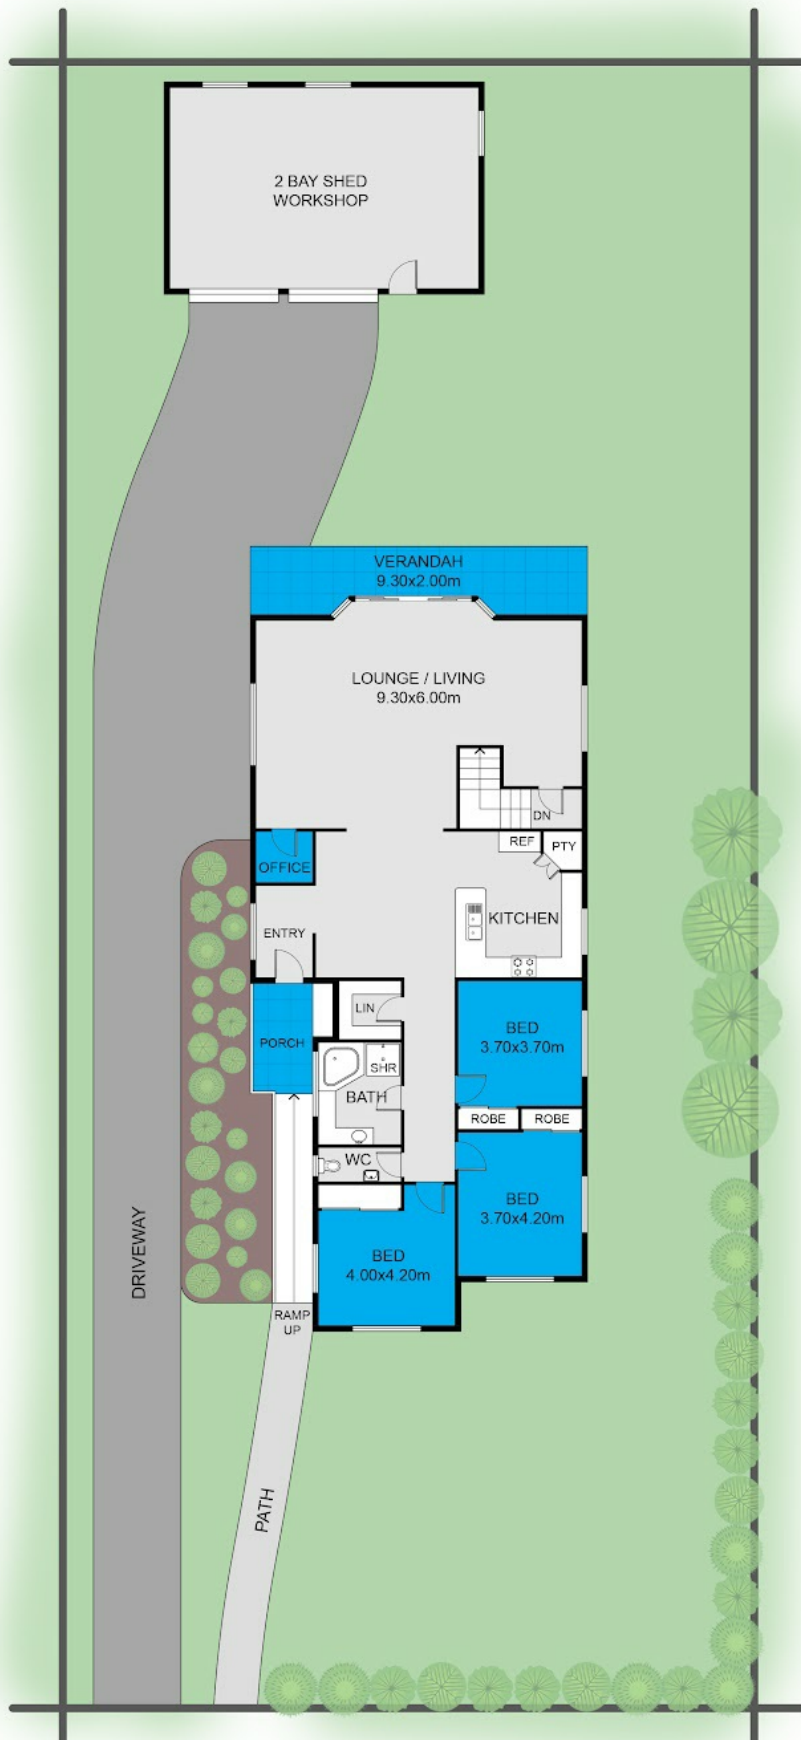 2 BAY SHED
WORKSHOP
VERANDAH
9.30x2.00m
LOUNGE / LIVING
9.30x6.00m
DN
REF
PTY
OFFICE
KITCHEN
ENTRY
LIN
BED
3.70x3.70m
PORCH
SHR
BATH
ROBE
ROBE
WC
BED
3.70x4.20m
BED
4.00x4.20m
DRIVEWAY
RAMP
UP
PATH